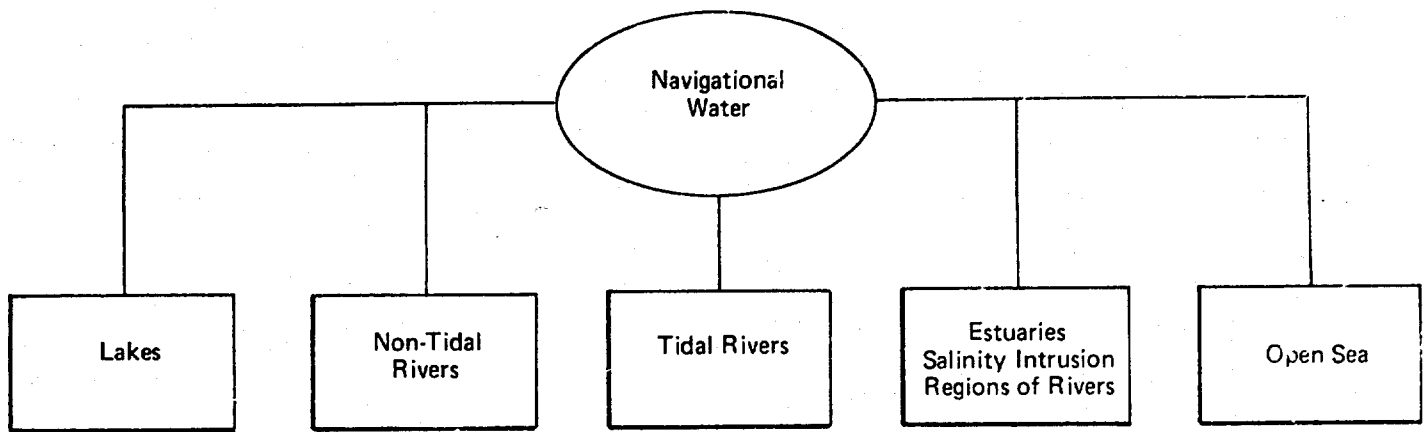 Navigational
Water
Lakes
Non-Tidal
Rivers
Tidal Rivers
Estuaries
Salinity Intrusion
Regions of Rivers
Open Sea